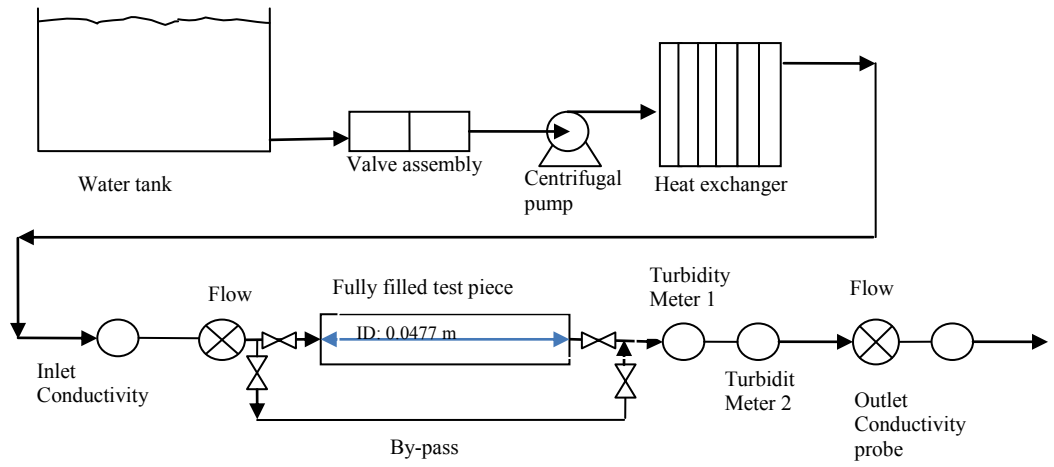 Water tank
Valve assembly
Centrifugal
pump
Heat exchanger
Inlet
Conductivity
Flow
Fully filled test piece
ID: 0.0477 m
By-pass
Turbidity
Meter 1
Turbidit
Meter 2
Flow
Outlet
Conductivity
probe